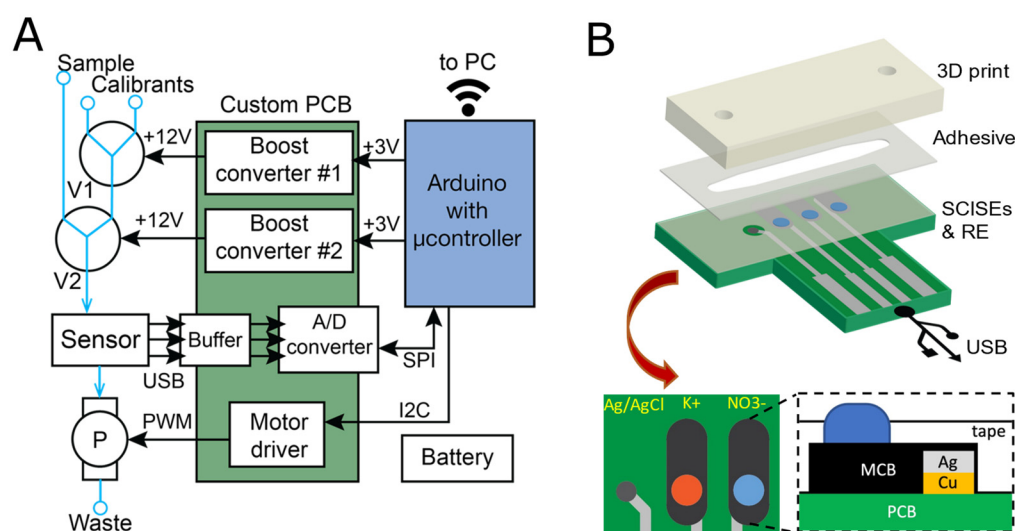 A
Sample
Calibrants
+12V
V1
+12V
V2
Custom PCB
Boost
converter #1
Boost
converter #2
+3V
+3V
to PC
Arduino
with
μcontroller
Sensor
USB
Buffer
A/D
converter
SPI
I2C
P
PWM
Motor
driver
Battery
Waste
B
3D print
Adhesive
SCISEs
& RE
USB
Ag/AgCl
K+
NO3-
tape
MCB
Ag
Cu
PCB